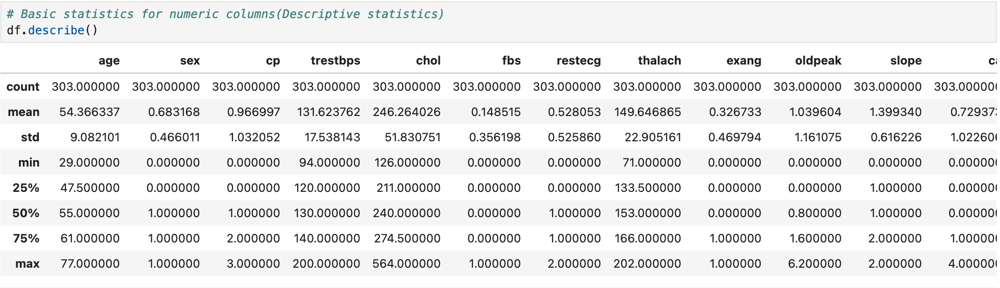 # Basic statistics for numeric columns(Descriptive statistics)
df.describe()
age sex cp trestbps chol fbs restecg thalach exang oldpeak slope
count 303.000000 303.000000 303.000000 303.000000 303.000000 303.000000 303.000000 303.000000 303.000000 303.000000 303.000000 303.00000
mean 54.366337 0.683168 0.966997 131.623762 246.264026 0.148515 0.528053 149.646865 0.326733 1.039604 1.399340 0.72937
std 9.082101 0.466011 1.032052 17.538143 51.830751 0.356198 0.525860 22.905161 0.469794 1.161075 0.616226 1.02260
min 29.000000 0.000000 0.000000 94.000000 126.000000 0.000000 0.000000 71.000000 0.000000 0.000000 0.000000 0.00000
25% 47.500000 0.000000 0.000000 120.000000 211.000000 0.000000 0.000000 133.500000 0.000000 0.000000 1.000000 0.00000
50% 55.000000 1.000000 1.000000 130.000000 240.000000 0.000000 1.000000 153.000000 0.000000 0.800000 1.000000 0.00000
75% 61.000000 1.000000 2.000000 140.000000 274.500000 0.000000 1.000000 166.000000 1.000000 1.600000 2.000000 1.00000
max 77.000000 1.000000 3.000000 200.000000 564.000000 1.000000 2.000000 202.000000 1.000000 6.200000 2.000000 4.00000